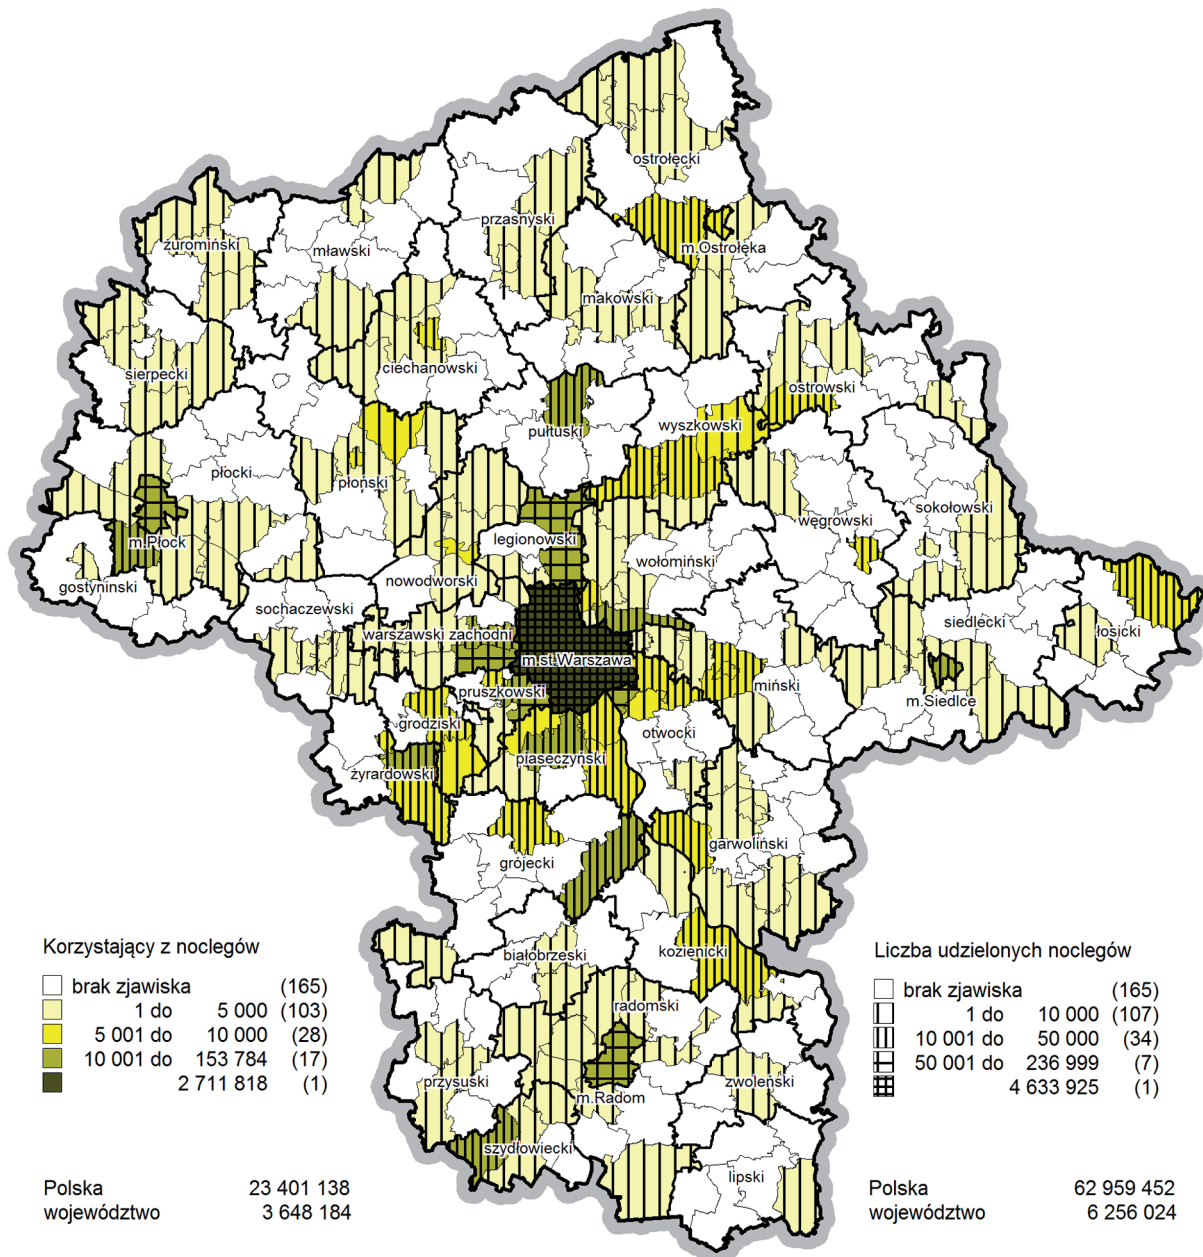 ostrołęcki
przasnyski
żuromiński
mławski
m.Ostrołęka
makowski
ciechanowski
sierpecki
ostrowski
pułtuski
wyszkowski
płocki
płoński
sokołowski
węgrowski
m.Płock
legionowski
wołomiński
gostyninski
nowodworski
sochaczewski
siedlecki
łosicki
warszawski zachodni
m.st.Warszawa
pruszkowski
miński
m.Siedlce
grodziski
otwocki
piaseczyński
żyrardowski
garwoliński
grójecki
białobrzeski
kozienicki
radomski
przysuski
zwoleński
m.Radom
szydłowiecki
lipski
Korzystający z noclegów
brak zjawiska (165)
1 do 5 000 (103)
5 001 do 10 000 (28)
10 001 do 153 784 (17)
2 711 818 (1)
Polska 23 401 138
województwo 3 648 184
Liczba udzielonych noclegów
brak zjawiska (165)
1 do 10 000 (107)
10 001 do 50 000 (34)
50 001 do 236 999 (7)
4 633 925 (1)
Polska 62 959 452
województwo 6 256 024